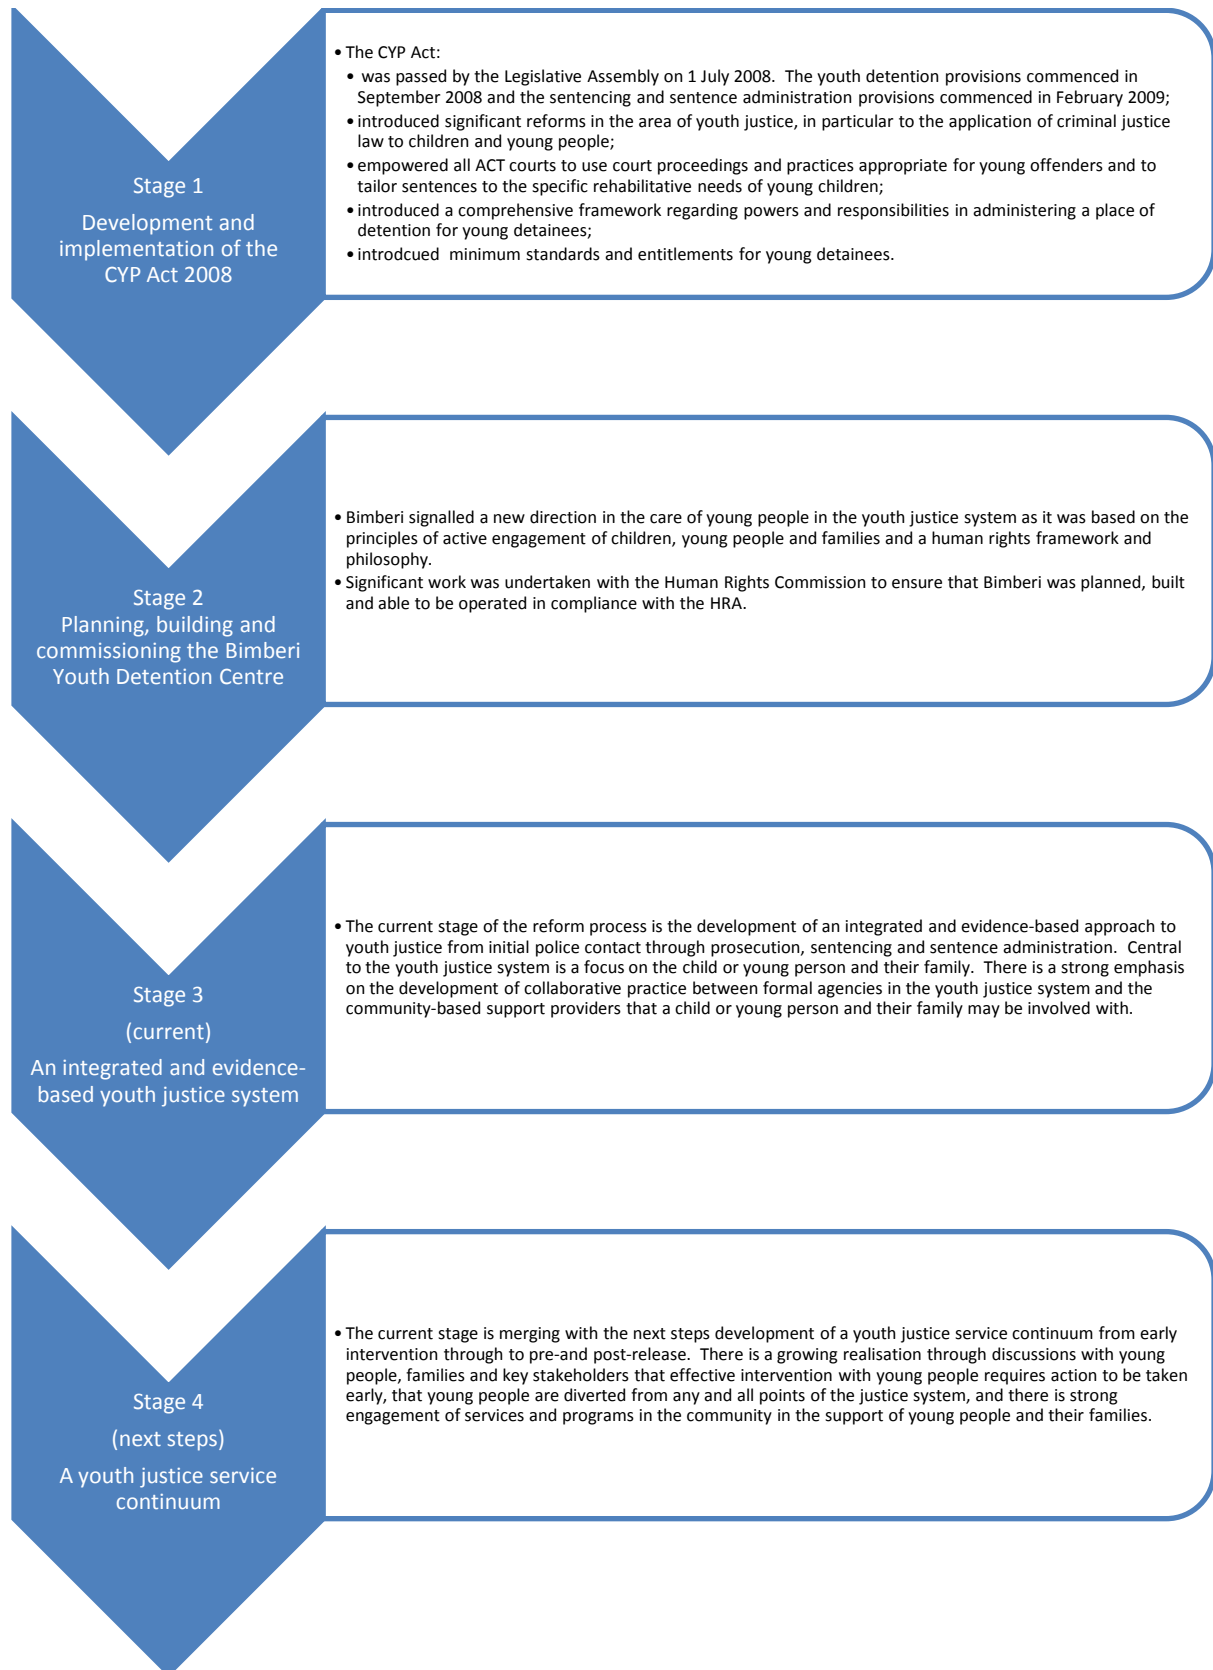 Stage 1
Development and
implementation of the
CYP Act 2008
• The CYP Act:
• was passed by the Legislative Assembly on 1 July 2008.  The youth detention provisions commenced in
September 2008 and the sentencing and sentence administration provisions commenced in February 2009;
• introduced significant reforms in the area of youth justice, in particular to the application of criminal justice
law to children and young people;
• empowered all ACT courts to use court proceedings and practices appropriate for young offenders and to
tailor sentences to the specific rehabilitative needs of young children;
• introduced a comprehensive framework regarding powers and responsibilities in administering a place of
detention for young detainees;
• introdcued  minimum standards and entitlements for young detainees.
Stage 2
Planning, building and
commissioning the Bimberi
Youth Detention Centre
• Bimberi signalled a new direction in the care of young people in the youth justice system as it was based on the
principles of active engagement of children, young people and families and a human rights framework and
philosophy.
• Significant work was undertaken with the Human Rights Commission to ensure that Bimberi was planned, built
and able to be operated in compliance with the HRA.
Stage 3
(current)
An integrated and evidence-
based youth justice system
• The current stage of the reform process is the development of an integrated and evidence-based approach to
youth justice from initial police contact through prosecution, sentencing and sentence administration.  Central
to the youth justice system is a focus on the child or young person and their family.  There is a strong emphasis
on the development of collaborative practice between formal agencies in the youth justice system and the
community-based support providers that a child or young person and their family may be involved with.
Stage 4
(next steps)
A youth justice service
continuum
• The current stage is merging with the next steps development of a youth justice service continuum from early
intervention through to pre-and post-release.  There is a growing realisation through discussions with young
people, families and key stakeholders that effective intervention with young people requires action to be taken
early, that young people are diverted from any and all points of the justice system, and there is strong
engagement of services and programs in the community in the support of young people and their families.